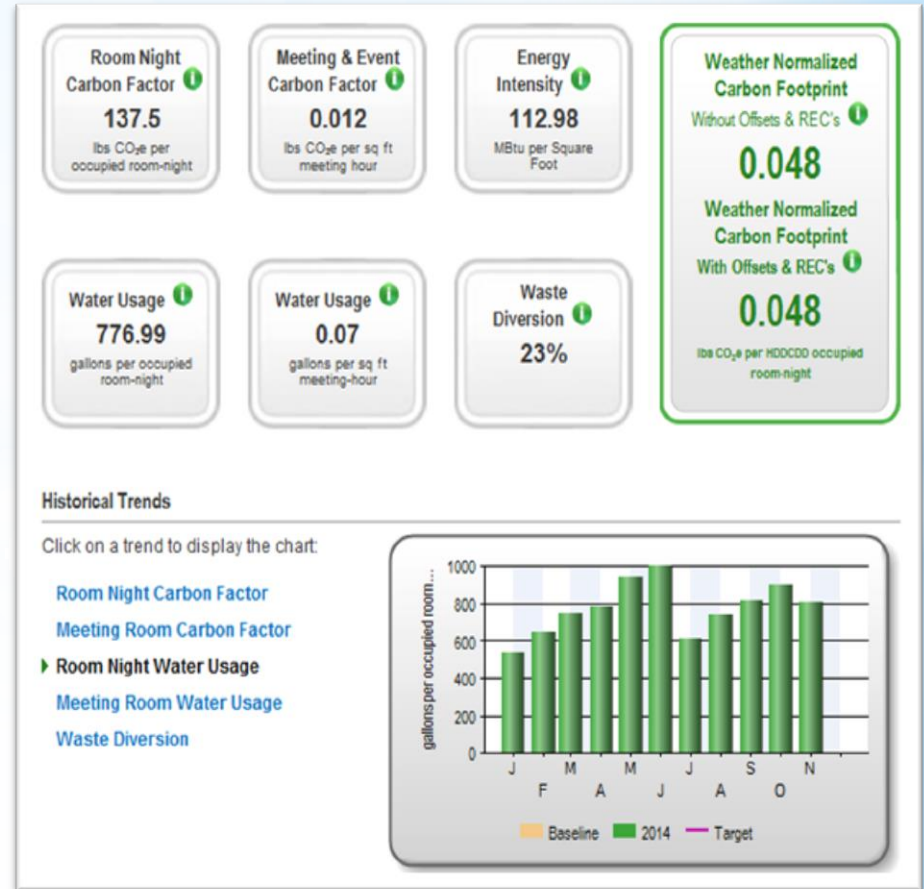 Room Night
Carbon Factor
137.5
lbs CO₂e per
occupied room-night
Meeting & Event
Carbon Factor
0.012
lbs CO₂e per sq ft
meeting hour
Energy
Intensity
112.98
MBtu per Square
Foot
Weather Normalized
Carbon Footprint
Without Offsets & REC's
0.048
Weather Normalized
Carbon Footprint
With Offsets & REC's
0.048
lbs CO₂e per HDDCDD occupied
room-night
Water Usage
776.99
gallons per occupied
room-night
Water Usage
0.07
gallons per sq ft
meeting-hour
Waste
Diversion
23%
Historical Trends
Click on a trend to display the chart:
Room Night Carbon Factor
Meeting Room Carbon Factor
Room Night Water Usage
Meeting Room Water Usage
Waste Diversion
gallons per occupied room...
1000
800
600
400
200
0
J M M J S N
F A J A O
Baseline 2014 Target